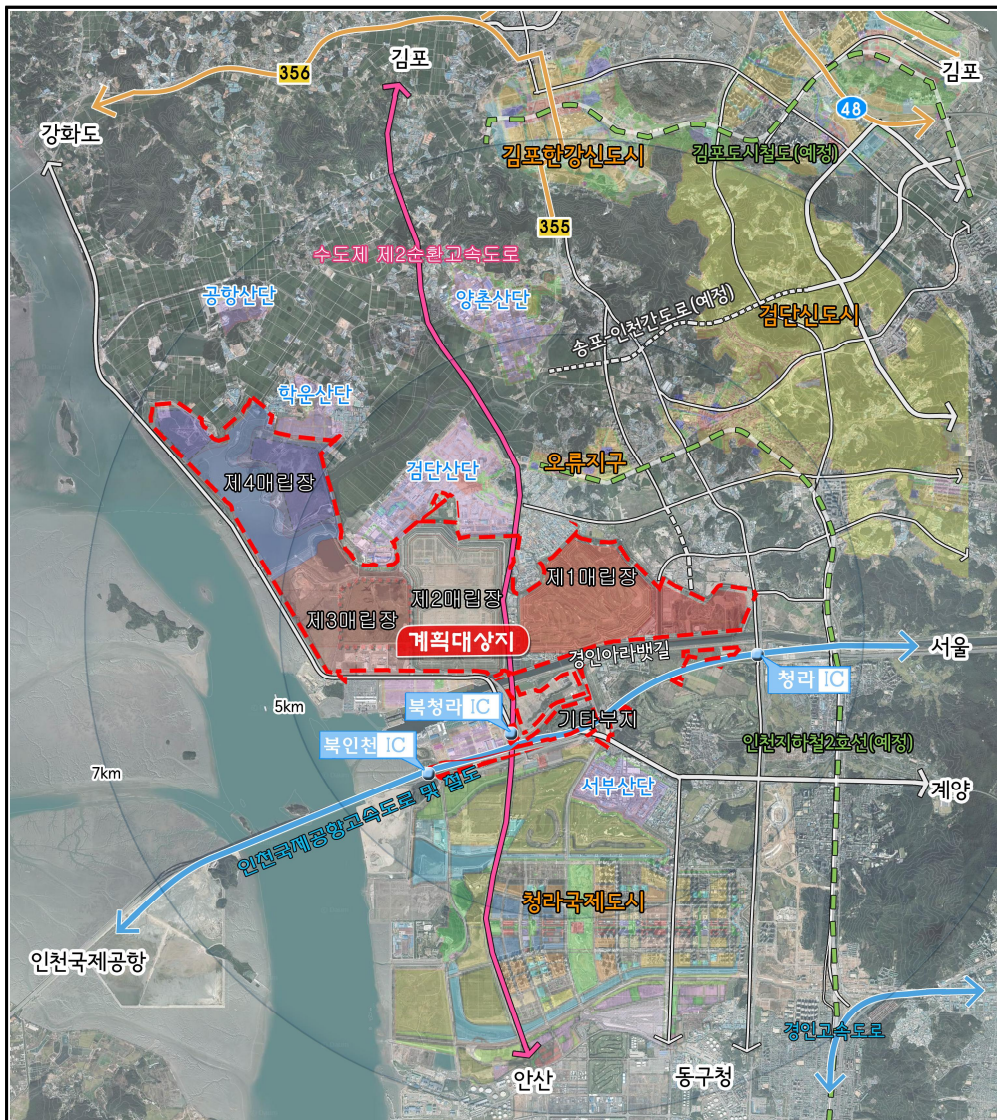 김포
356
김포
48
강화도
김포한강신도시
김포도시철도(예정)
355
수도제 제2순환고속도로
공항산단
양촌산단
송포-인천간도로(예정)
검단신도시
학운산단
오류지구
검단산단
제4매립장
제1매립장
제2매립장
제3매립장
계획대상지
경인아라뱃길
서울
청라 IC
5km
북청라 IC
기타부지
북인천 IC
인천지하철2호선(예정)
7km
서부산단
계양
인천국제공항고속도로 및 철도
청라국제도시
인천국제공항
경인고속도로
안산
동구청